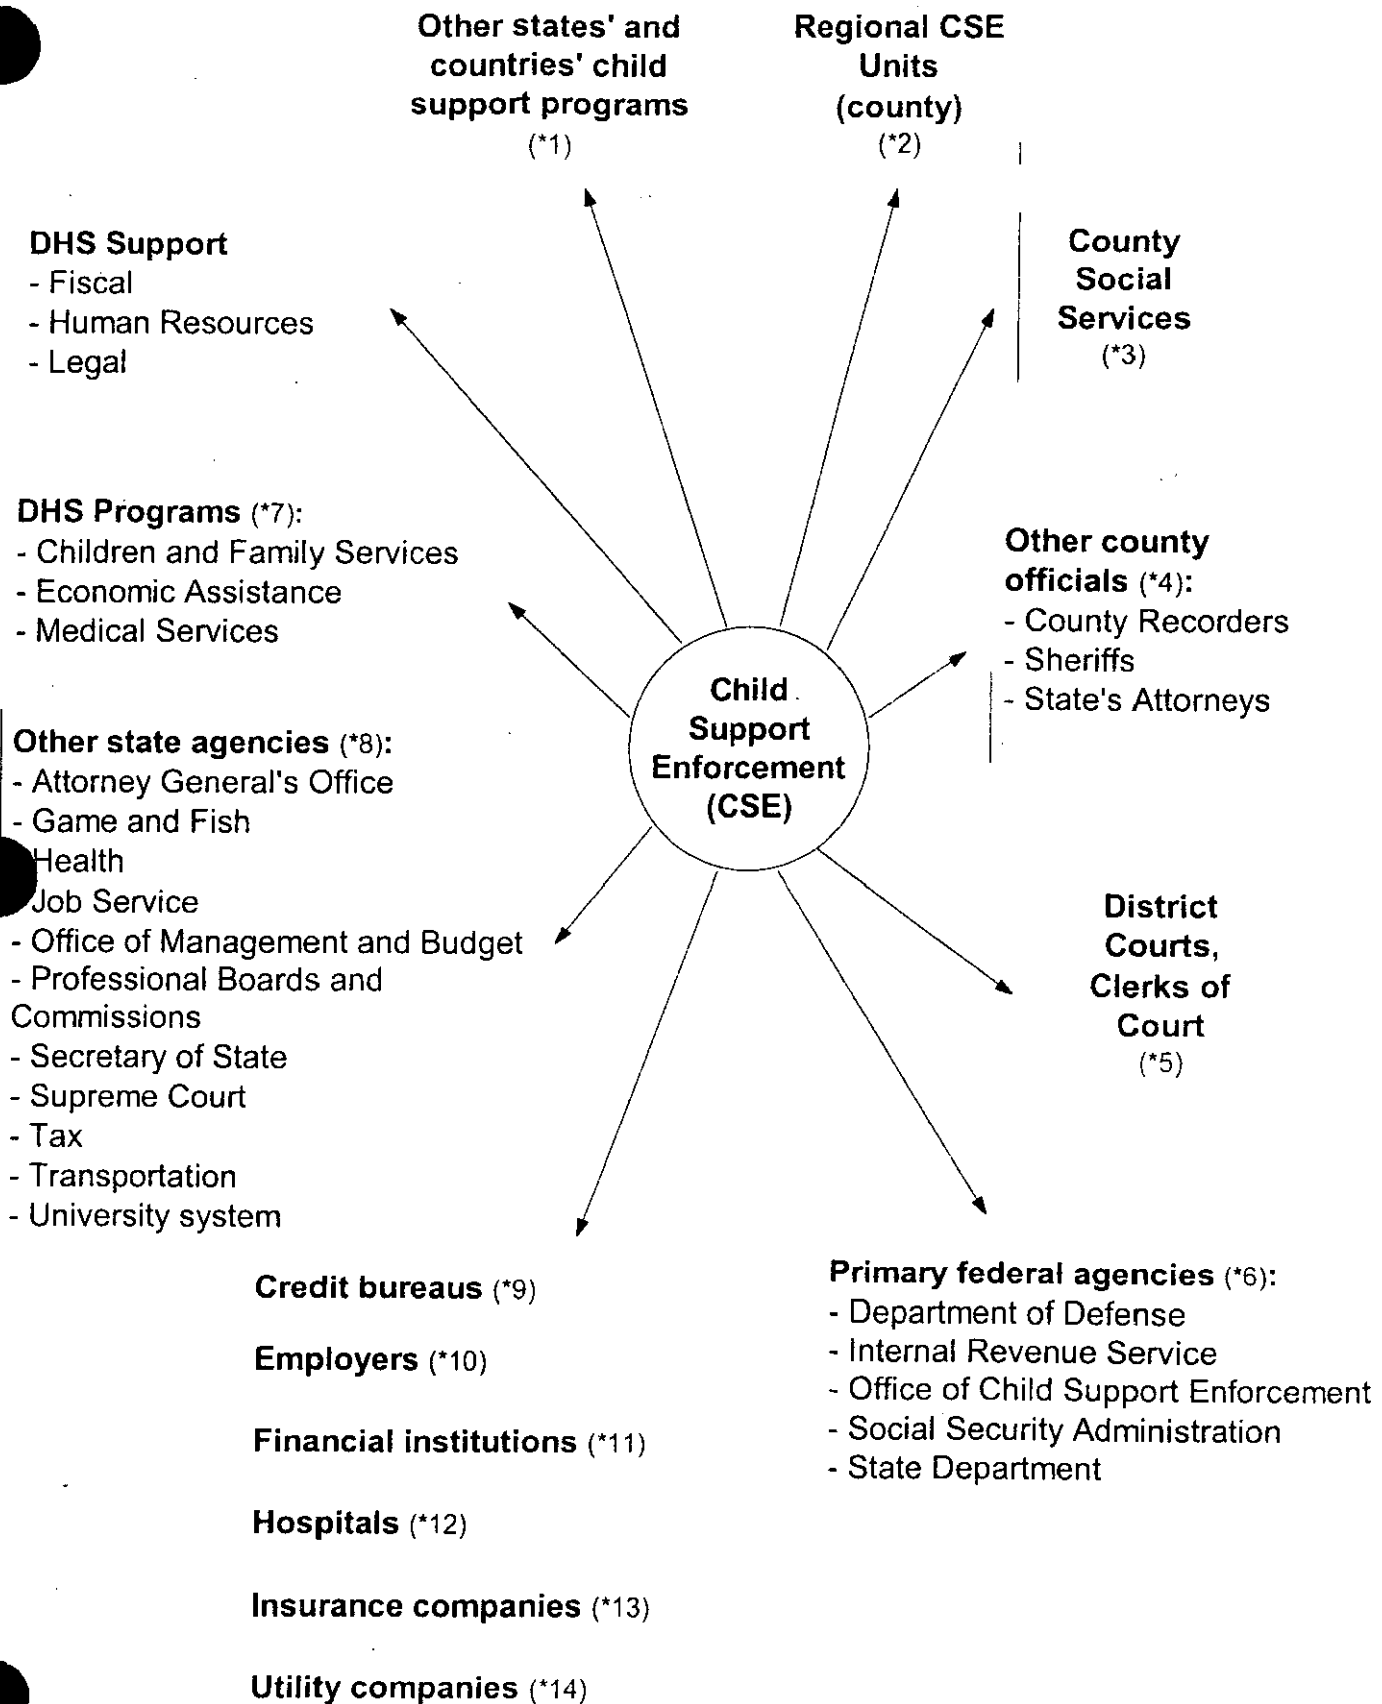 Other states' and
countries' child
support programs
(*1)
Regional CSE
Units
(county)
(*2)
DHS Support
- Fiscal
- Human Resources
- Legal
County
Social
Services
(*3)
DHS Programs (*7):
- Children and Family Services
- Economic Assistance
- Medical Services
Other county
officials (*4):
- County Recorders
- Sheriffs
- State's Attorneys
Child
Support
Enforcement
(CSE)
Other state agencies (*8):
- Attorney General's Office
- Game and Fish
Health
Job Service
- Office of Management and Budget
- Professional Boards and
Commissions
- Secretary of State
- Supreme Court
- Tax
- Transportation
- University system
District
Courts,
Clerks of
Court
(*5)
Credit bureaus (*9)
Employers (*10)
Financial institutions (*11)
Hospitals (*12)
Insurance companies (*13)
Utility companies (*14)
Primary federal agencies (*6):
- Department of Defense
- Internal Revenue Service
- Office of Child Support Enforcement
- Social Security Administration
- State Department